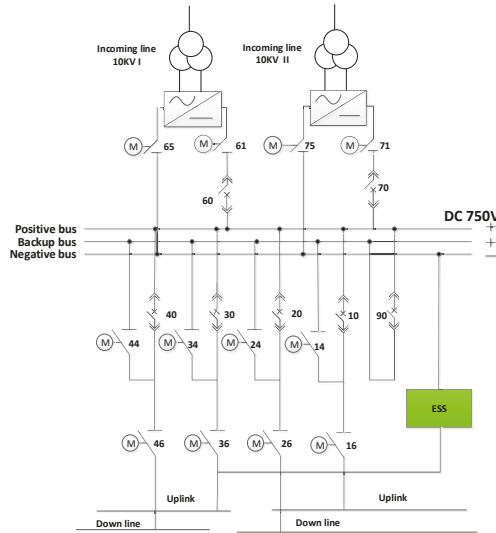 Incoming line
10KV I
Incoming line
10KV II
M
65
M
61
M
75
M
71
60
70
DC 750V
Positive bus
Backup bus
Negative bus
+
+
40
30
20
10
90
M
44
M
34
M
24
M
14
ESS
M
46
M
36
M
26
M
16
Uplink
Uplink
Down line
Down line